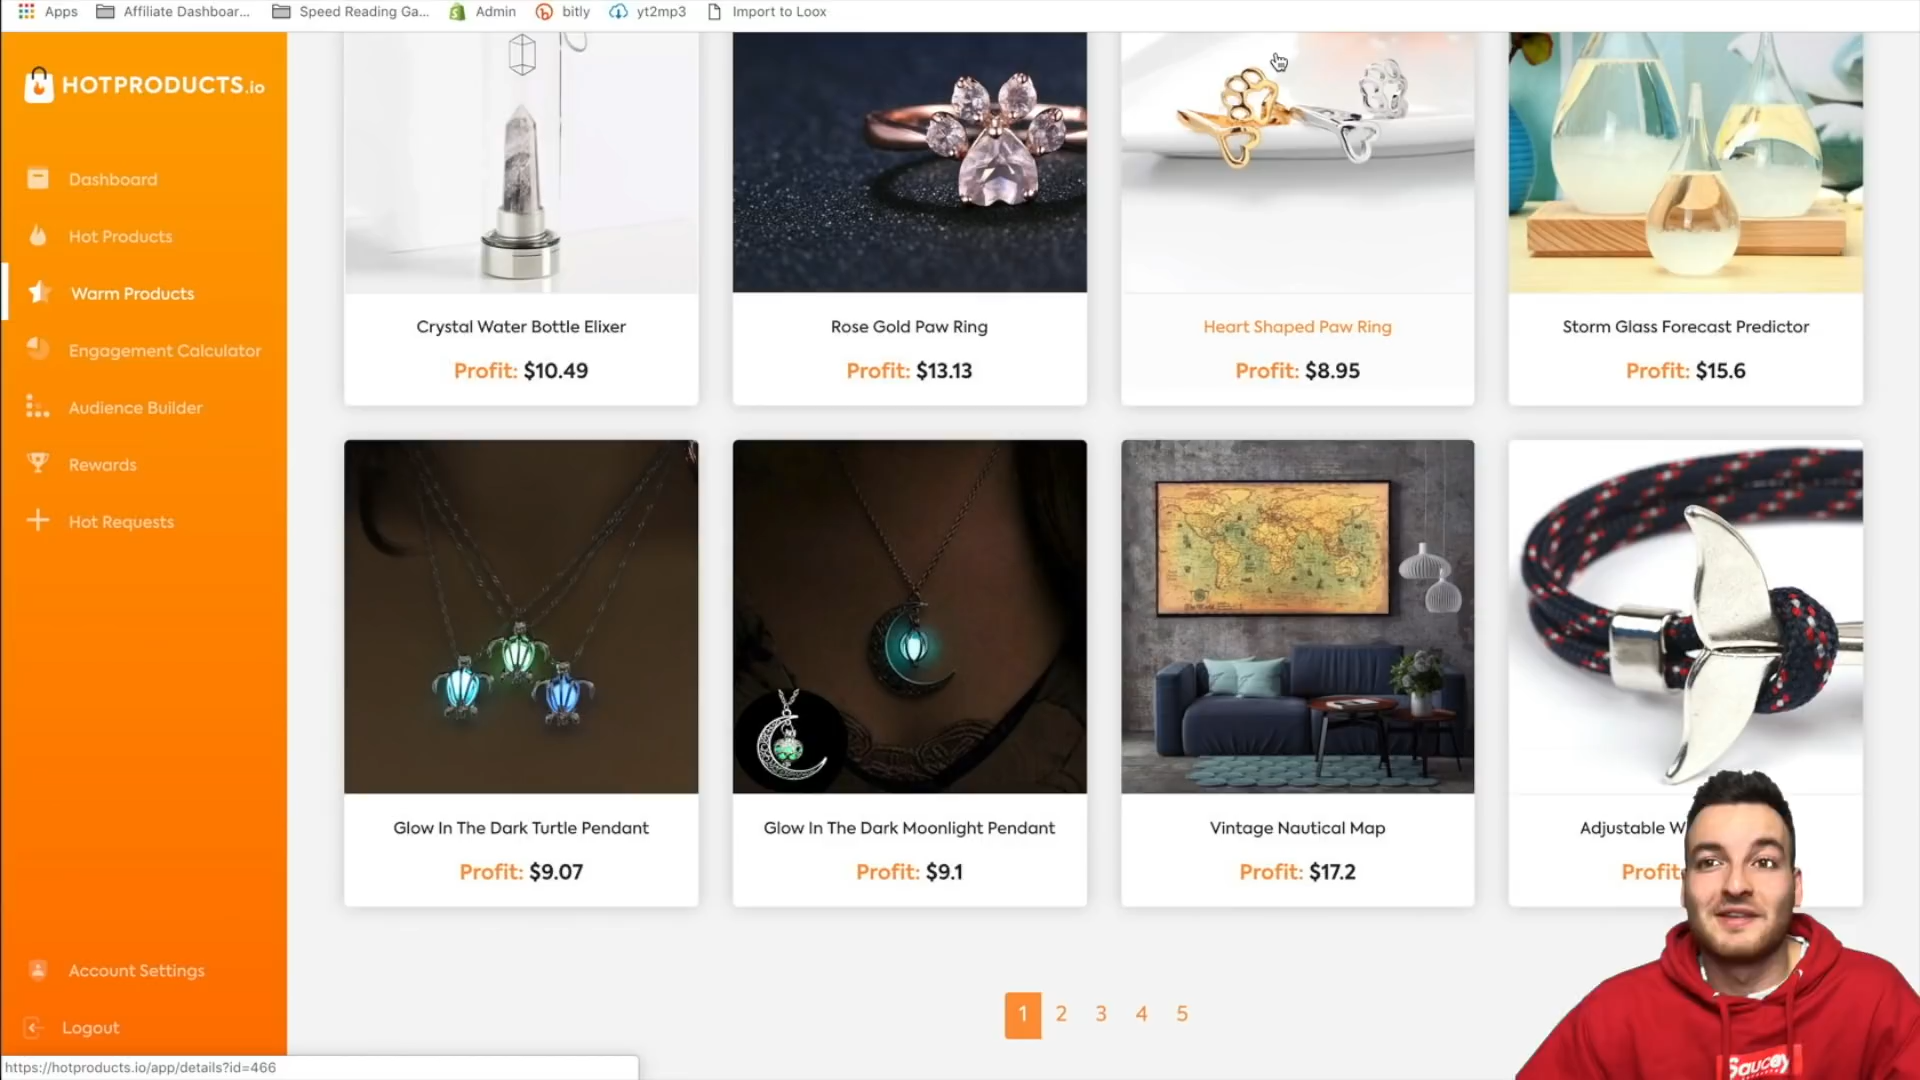 Apps
Affiliate Dashboar...
Speed Reading Ga...
Admin
bitly
yt2mp3
Import to Loox
HOTPRODUCTS.io
Dashboard
Hot Products
Warm Products
Engagement Calculator
Audience Builder
Rewards
Hot Requests
Account Settings
Logout
Crystal Water Bottle Elixer
Profit: $10.49
Rose Gold Paw Ring
Profit: $13.13
Heart Shaped Paw Ring
Profit: $8.95
Storm Glass Forecast Predictor
Profit: $15.6
Glow In The Dark Turtle Pendant
Profit: $9.07
Glow In The Dark Moonlight Pendant
Profit: $9.1
Vintage Nautical Map
Profit: $17.2
Adjustable W
Profit
1 2 3 4 5
https://hotproducts.io/app/details?id=466
Saucey